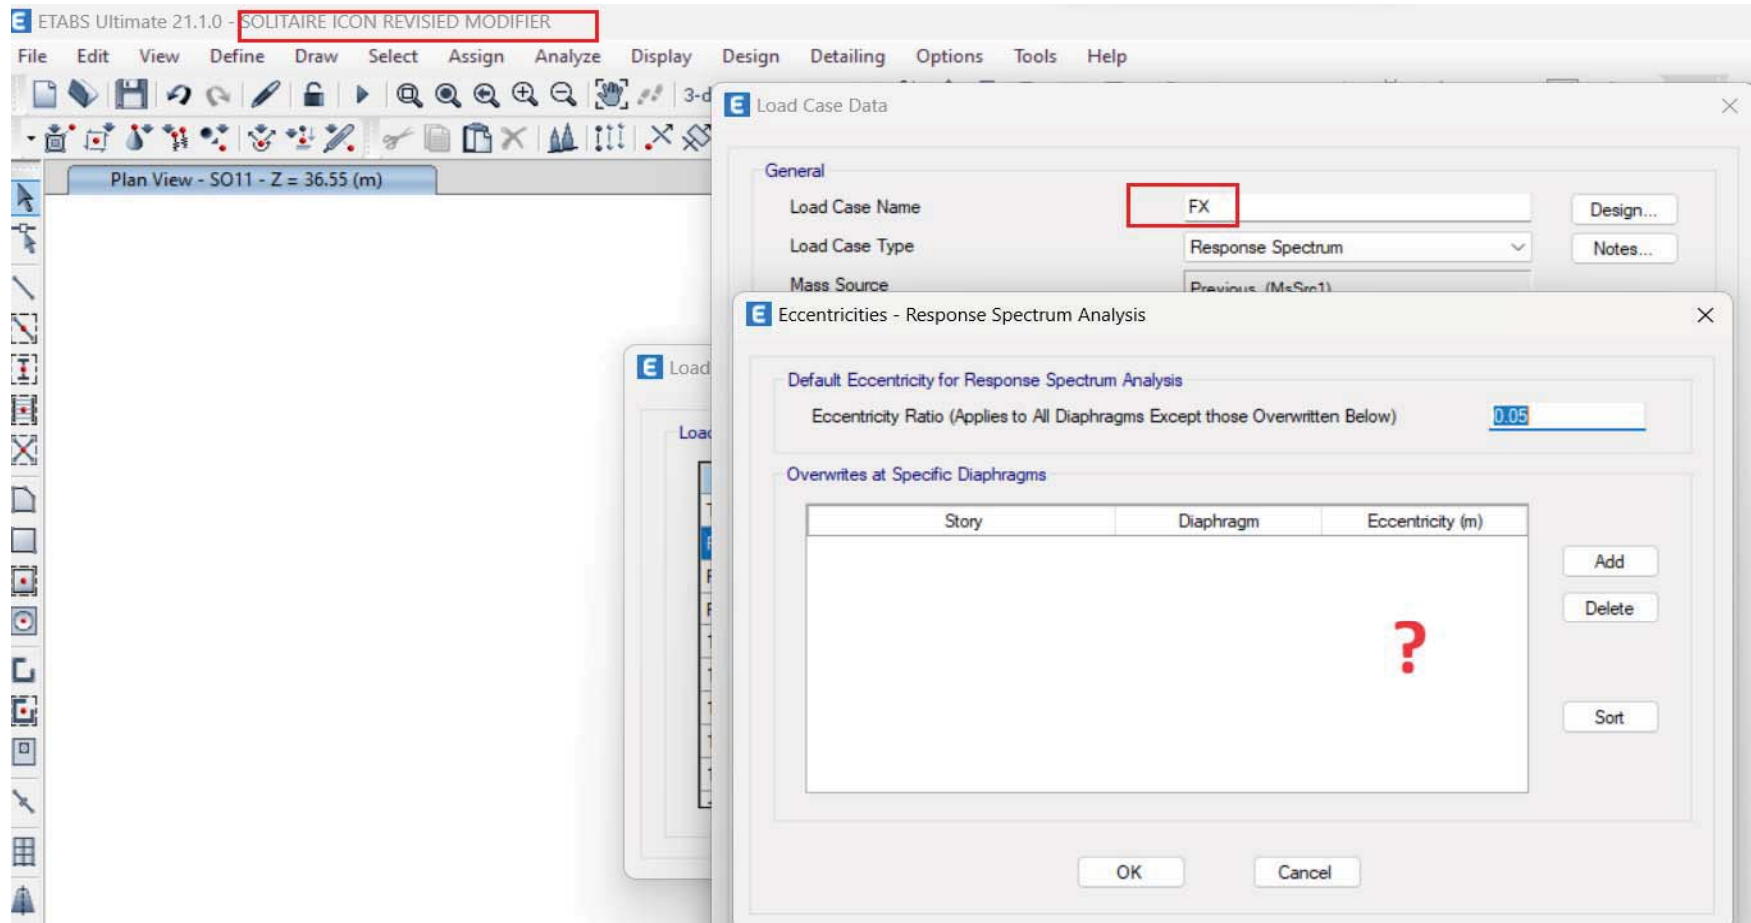 ETABS Ultimate 21.1.0 - SOLITAIRE ICON REVISIED MODIFIER
File Edit View Define Draw Select Assign Analyze Display Design Detailing Options Tools Help
3-d
Load Case Data
Plan View - SO11 - Z = 36.55 (m)
General
Load Case Name FX Design...
Load Case Type Response Spectrum Notes...
Mass Source Previous (MsSrc1)
Eccentricities - Response Spectrum Analysis
Load
Default Eccentricity for Response Spectrum Analysis
Eccentricity Ratio (Applies to All Diaphragms Except those Overwritten Below) 0.05
Load
Overwrites at Specific Diaphragms
Story Diaphragm Eccentricity (m)
Add
Delete
?
Sort
OK Cancel